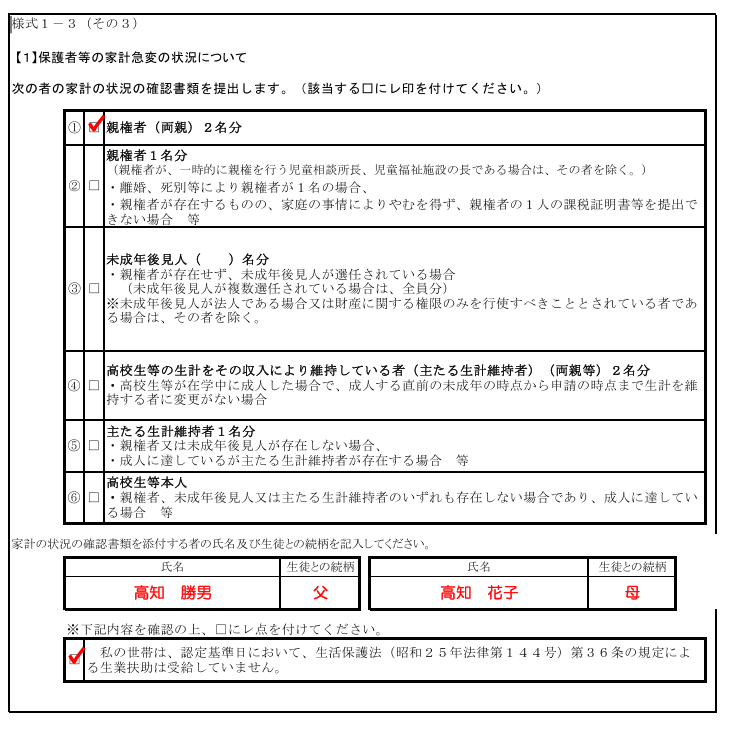 様式１－３（その３）
【１】保護者等の家計急変の状況について
次の者の家計の状況の確認書類を提出します。（該当する□にレ印を付けてください。）
① ☑ 親権者（両親）２名分
② □ 親権者１名分
（親権者が、一時的に親権を行う児童相談所長、児童福祉施設の長である場合は、その者を除く。）
・離婚、死別等により親権者が１名の場合、
・親権者が存在するものの、家庭の事情によりやむを得ず、親権者の１人の課税証明書等を提出で
きない場合　等
③ □ 未成年後見人（　　）名分
・親権者が存在せず、未成年後見人が選任されている場合
（未成年後見人が複数選任されている場合は、全員分）
※未成年後見人が法人である場合又は財産に関する権限のみを行使すべきこととされている者であ
る場合は、その者を除く。
④ □ 高校生等の生計をその収入により維持している者（主たる生計維持者）（両親等）２名分
・高校生等が在学中に成人した場合で、成人する直前の未成年の時点から申請の時点まで生計を維
持する者に変更がない場合
⑤ □ 主たる生計維持者１名分
・親権者又は未成年後見人が存在しない場合、
・成人に達しているが主たる生計維持者が存在する場合　等
⑥ □ 高校生等本人
・親権者、未成年後見人又は主たる生計維持者のいずれも存在しない場合であり、成人に達してい
る場合　等
家計の状況の確認書類を添付する者の氏名及び生徒との続柄を記入してください。
氏名 生徒との続柄 氏名 生徒との続柄
高知　勝男 父 高知　花子 母
※下記内容を確認の上、□にレ点を付けてください。
☑ 私の世帯は、認定基準日において、生活保護法（昭和２５年法律第１４４号）第３６条の規定によ
る生業扶助は受給していません。